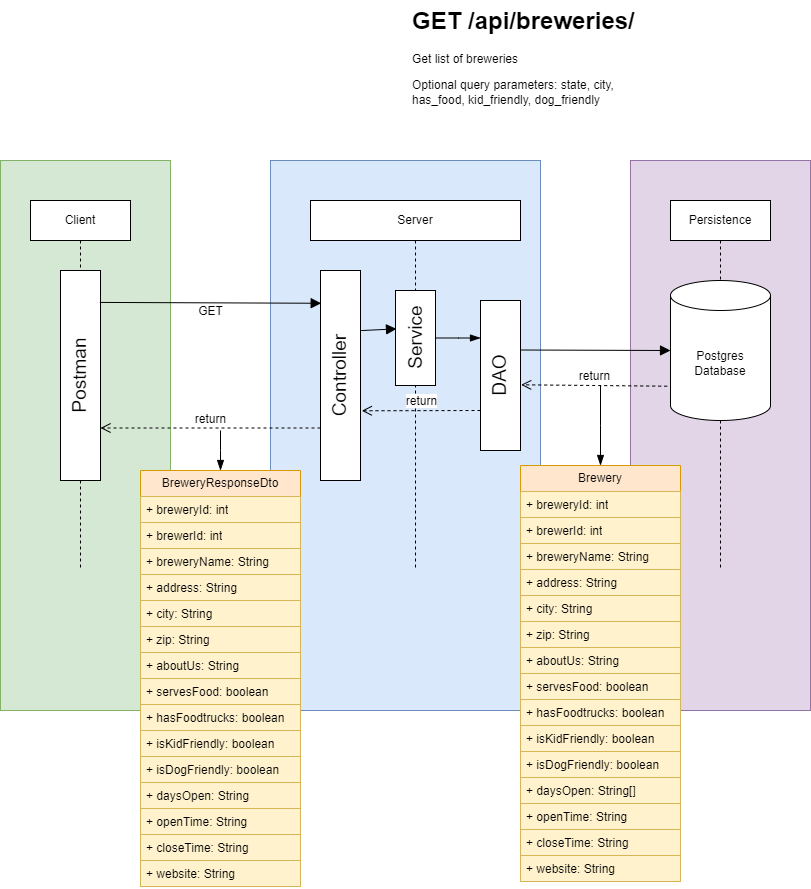 GET /api/breweries/
Get list of breweries
Optional query parameters: state, city,
has_food, kid_friendly, dog_friendly
Client
Server
Persistence
Postman
GET
Controller
Service
DAO
Postgres
Database
return
return
return
BreweryResponseDto
+ breweryId: int
+ brewerId: int
+ breweryName: String
+ address: String
+ city: String
+ zip: String
+ aboutUs: String
+ servesFood: boolean
+ hasFoodtrucks: boolean
+ isKidFriendly: boolean
+ isDogFriendly: boolean
+ daysOpen: String
+ openTime: String
+ closeTime: String
+ website: String
Brewery
+ breweryId: int
+ brewerId: int
+ breweryName: String
+ address: String
+ city: String
+ zip: String
+ aboutUs: String
+ servesFood: boolean
+ hasFoodtrucks: boolean
+ isKidFriendly: boolean
+ isDogFriendly: boolean
+ daysOpen: String[]
+ openTime: String
+ closeTime: String
+ website: String